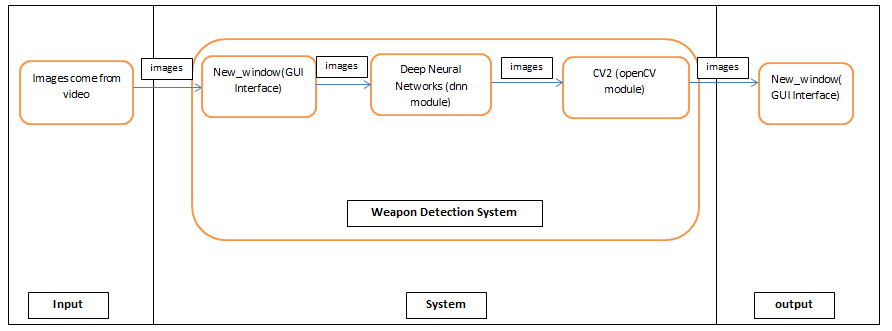 Images come from
video
images
New_window(GUI
Interface)
images
Deep Neural
Networks (dnn
module)
images
CV2 (openCV
module)
images
New_window(
GUI Interface)
Weapon Detection System
Input
System
output